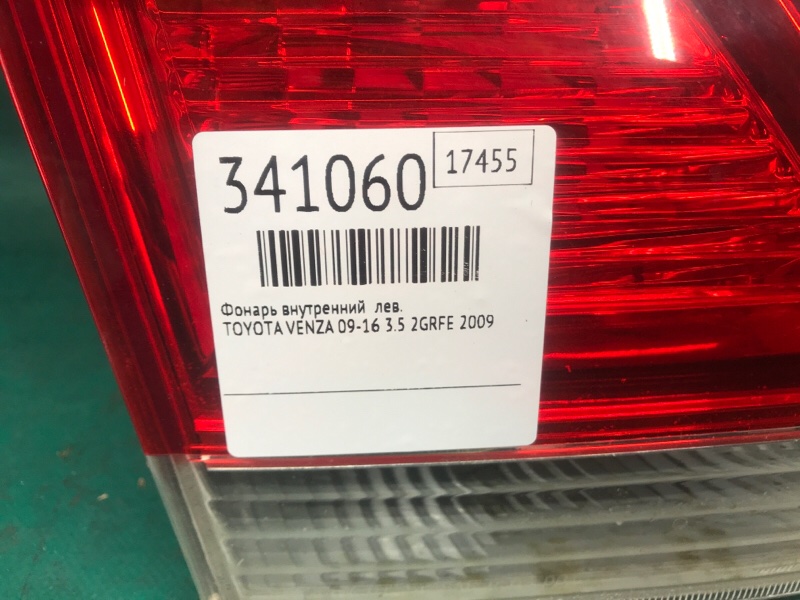 341060
17455
Фонарь внутренний лев.
TOYOTA VENZA 09-16 3.5 2GRFE 2009